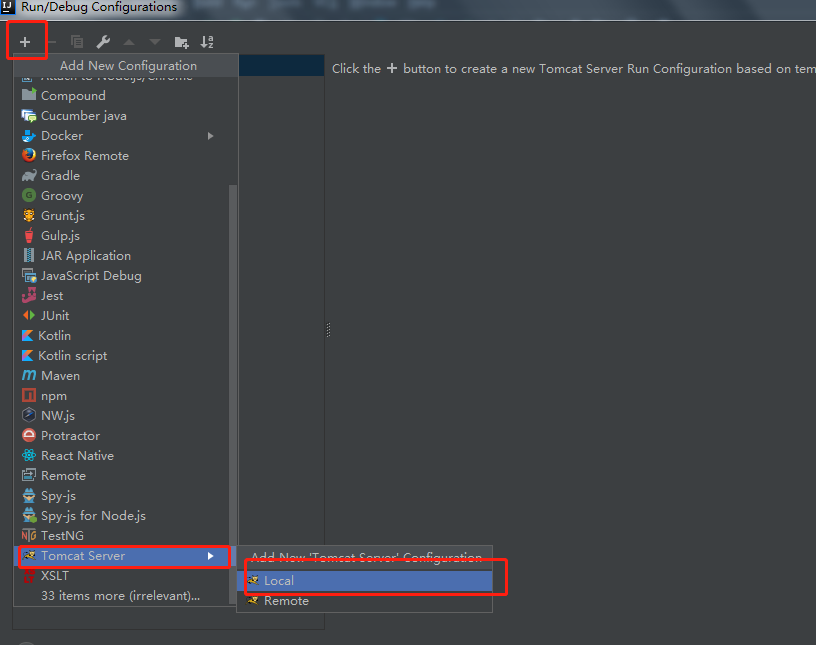 Run/Debug Configurations
Add New Configuration
Click the + button to create a new Tomcat Server Run Configuration based on tem
Attach to Node.js/Chrome
Compound
Cucumber java
Docker
Firefox Remote
Gradle
Groovy
Grunt.js
Gulp.js
JAR Application
JavaScript Debug
Jest
JUnit
Kotlin
Kotlin script
Maven
npm
NW.js
Protractor
React Native
Remote
Spy-js
Spy-js for Node.js
TestNG
Tomcat Server
Add New 'Tomcat Server' Configuration
Local
Remote
XSLT
33 items more (irrelevant)...